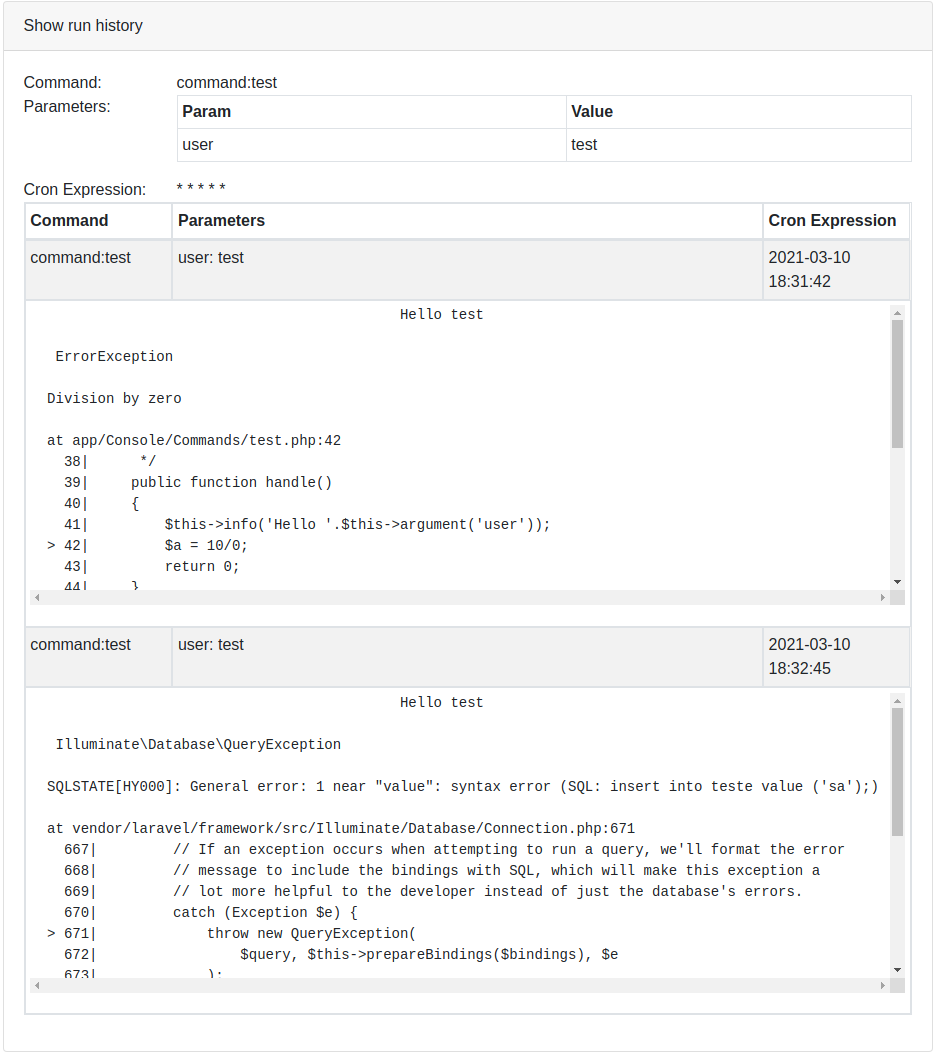 Show run history
Command: command:test
Parameters:
Param Value
user test
Cron Expression: * * * * *
Command Parameters Cron Expression
command:test user: test 2021-03-10
18:31:42
Hello test
ErrorException
Division by zero
at app/Console/Commands/test.php:42
38|      */
39|     public function handle()
40|     {
41|         $this->info('Hello '.$this->argument('user'));
> 42|         $a = 10/0;
43|         return 0;
44|     }
command:test user: test 2021-03-10
18:32:45
Hello test
Illuminate\Database\QueryException
SQLSTATE[HY000]: General error: 1 near "value": syntax error (SQL: insert into teste value ('sa');)
at vendor/laravel/framework/src/Illuminate/Database/Connection.php:671
667|         // If an exception occurs when attempting to run a query, we'll format the error
668|         // message to include the bindings with SQL, which will make this exception a
669|         // lot more helpful to the developer instead of just the database's errors.
670|         catch (Exception $e) {
> 671|             throw new QueryException(
672|                 $query, $this->prepareBindings($bindings), $e
673|             );